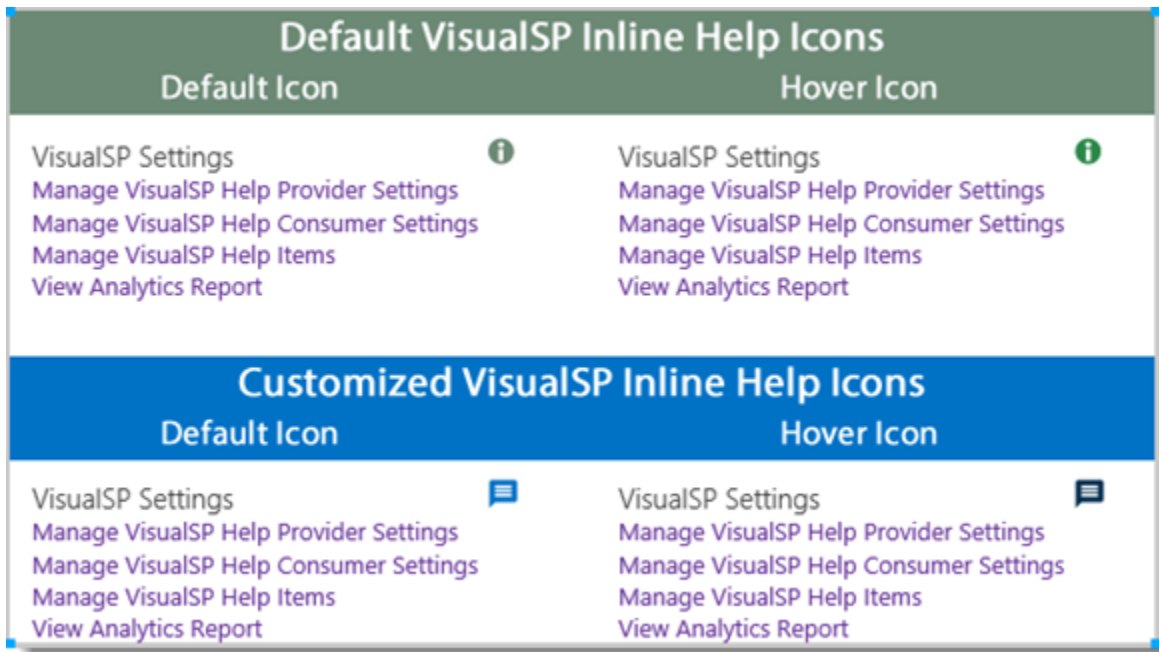 Default VisualSP Inline Help Icons
Default Icon
Hover Icon
VisualSP Settings
Manage VisualSP Help Provider Settings
Manage VisualSP Help Consumer Settings
Manage VisualSP Help Items
View Analytics Report
VisualSP Settings
Manage VisualSP Help Provider Settings
Manage VisualSP Help Consumer Settings
Manage VisualSP Help Items
View Analytics Report
Customized VisualSP Inline Help Icons
Default Icon
Hover Icon
VisualSP Settings
Manage VisualSP Help Provider Settings
Manage VisualSP Help Consumer Settings
Manage VisualSP Help Items
View Analytics Report
VisualSP Settings
Manage VisualSP Help Provider Settings
Manage VisualSP Help Consumer Settings
Manage VisualSP Help Items
View Analytics Report